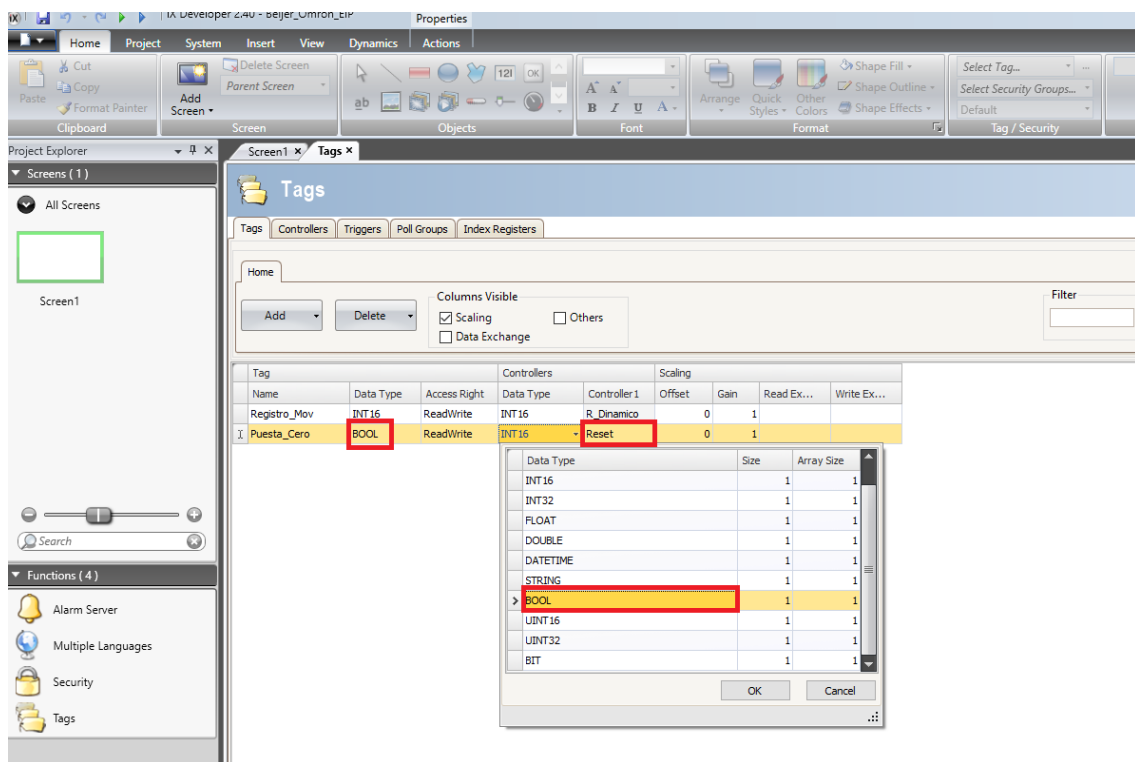 iX Developer 2.40 - Beijer_Omron_EIP
Properties
Home Project System Insert View Dynamics Actions
Cut
Copy
Format Painter
Paste
Clipboard
Add Screen
Delete Screen
Parent Screen
Screen
ab
12I
OK
Objects
A A
B I U A
Font
Arrange
Quick Styles
Other Colors
Shape Fill
Shape Outline
Shape Effects
Format
Select Tag... ...
Select Security Groups...
Default
Tag / Security
Project Explorer
Screens ( 1 )
All Screens
Screen1
Search
Functions ( 4 )
Alarm Server
Multiple Languages
Security
Tags
Screen1 Tags
Tags
Tags Controllers Triggers Poll Groups Index Registers
Home
Add Delete
Columns Visible
Scaling Others
Data Exchange
Filter
Tag Controllers Scaling
Name Data Type Access Right Data Type Controller1 Offset Gain Read Ex... Write Ex...
Registro_Mov INT16 ReadWrite INT16 R_Dinamico 0 1
Puesta_Cero BOOL ReadWrite INT16 Reset 0 1
Data Type Size Array Size
INT16 1 1
INT32 1 1
FLOAT 1 1
DOUBLE 1 1
DATETIME 1 1
STRING 1 1
BOOL 1 1
UINT16 1 1
UINT32 1 1
BIT 1 1
OK Cancel